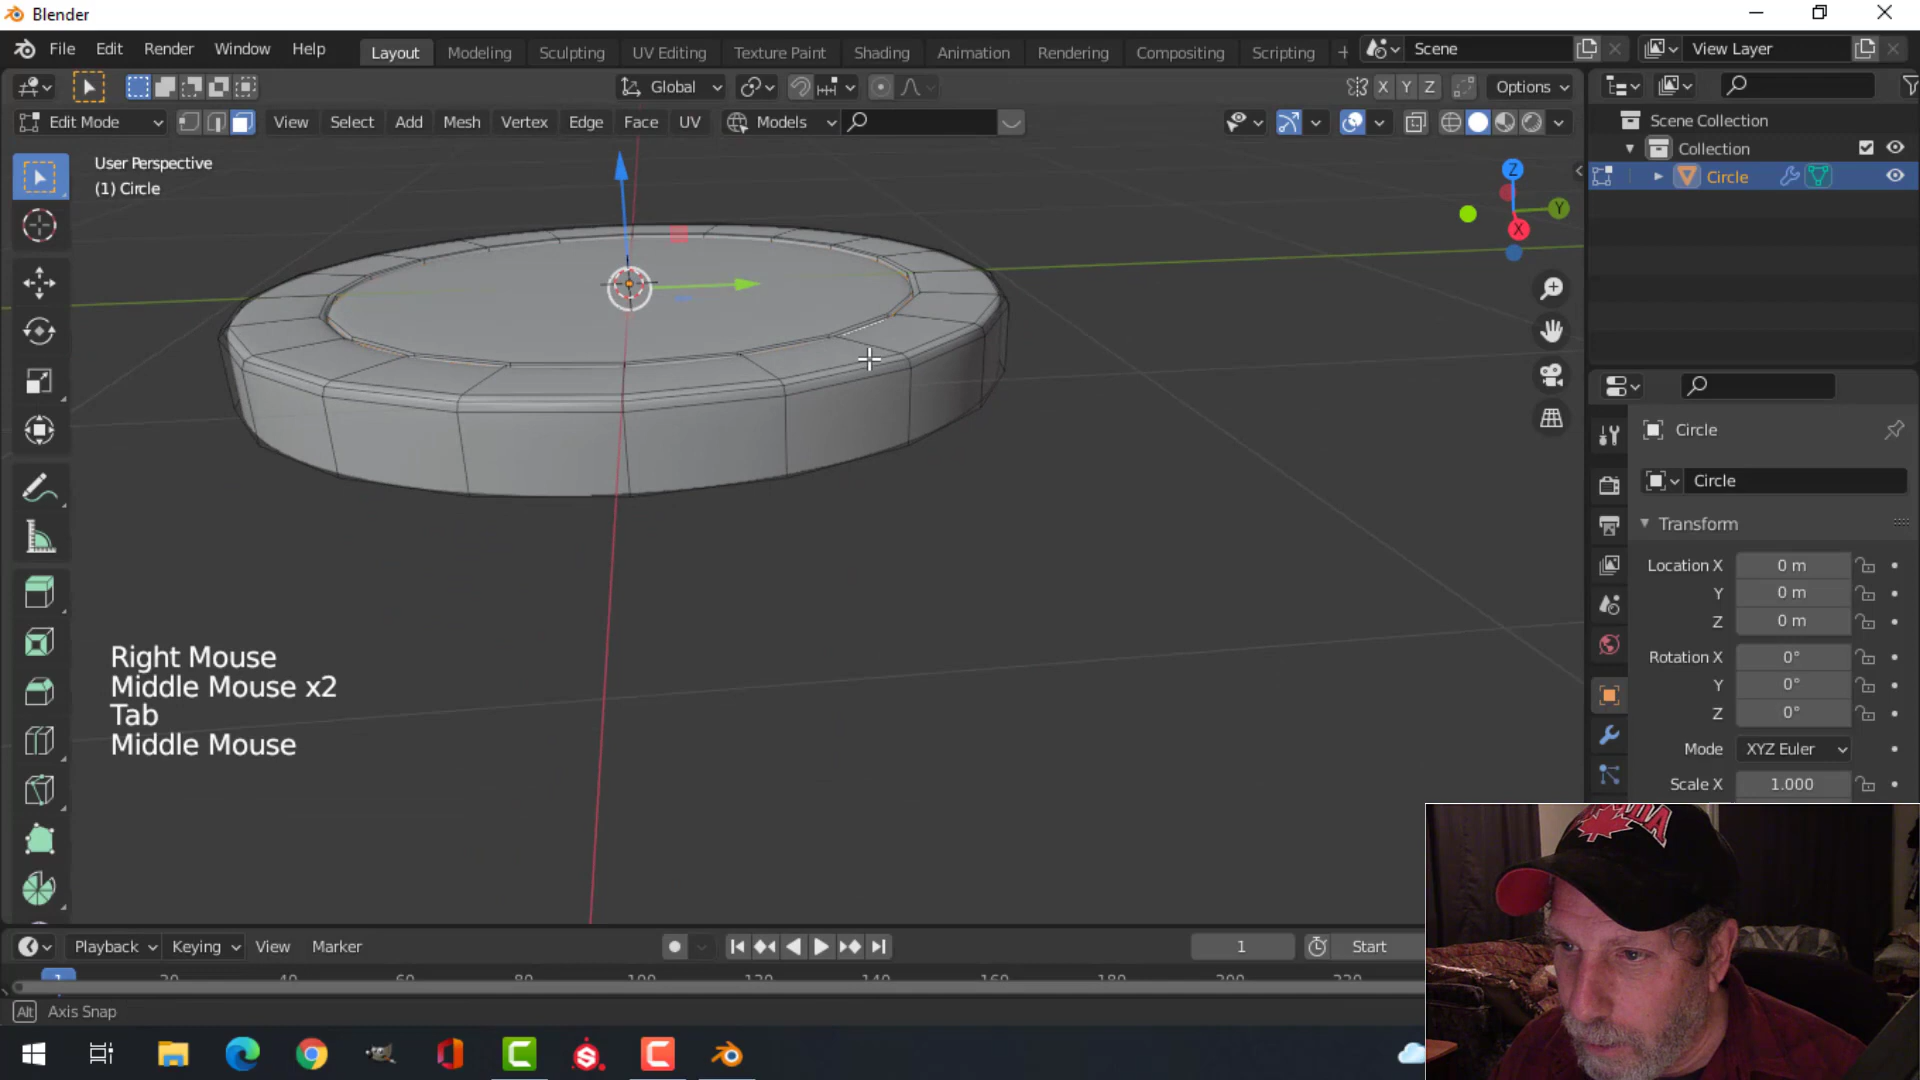 Blender
File Edit Render Window Help Layout Modeling Sculpting UV Editing Texture Paint Shading Animation Rendering Compositing Scripting + Scene View Layer
Global X Y Z Options
Edit Mode View Select Add Mesh Vertex Edge Face UV Models
User Perspective
(1) Circle
Z
Y
X
Scene Collection
Collection
Circle
Circle
Circle
Transform
Location X 0 m
Y 0 m
Z 0 m
Rotation X 0°
Y 0°
Z 0°
Mode XYZ Euler
Scale X 1.000
Right Mouse
Middle Mouse x2
Tab
Middle Mouse
Playback Keying View Marker 1 Start
1
Alt Axis Snap